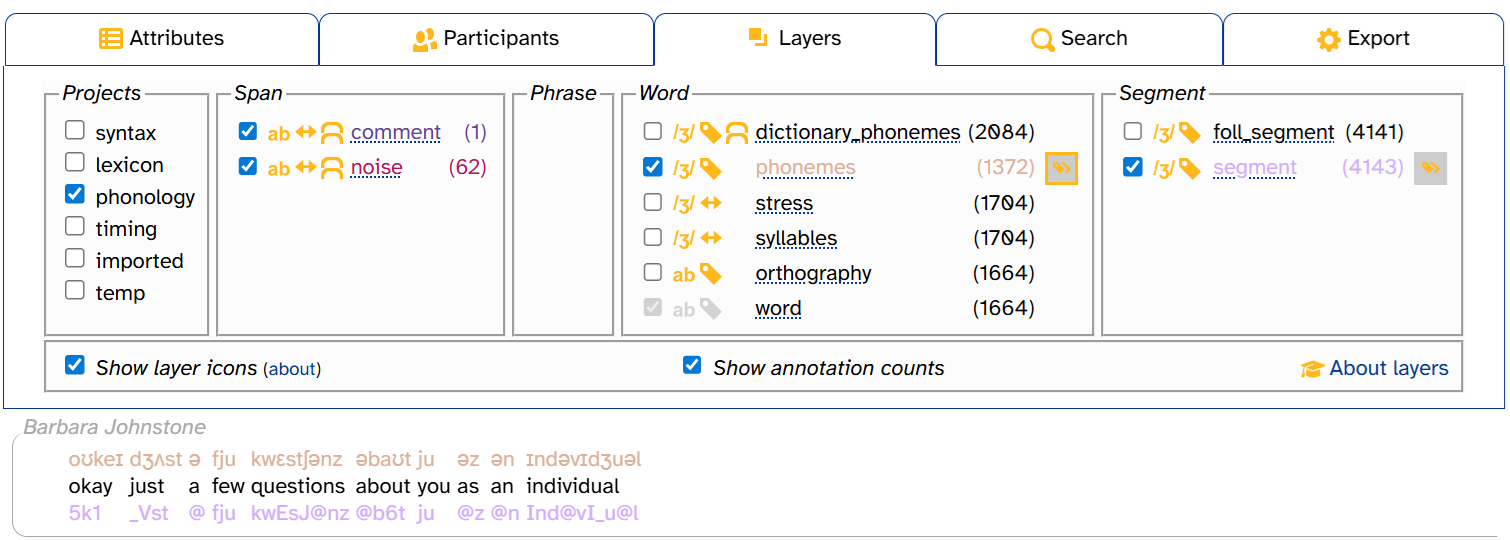 Attributes Participants Layers Search Export
Projects Span Phrase Word Segment
syntax ab comment (1) /ʒ/ dictionary_phonemes (2084) /ʒ/ foll_segment (4141)
lexicon ab noise (62) /ʒ/ phonemes (1372) /ʒ/ segment (4143)
phonology /ʒ/ stress (1704)
timing /ʒ/ syllables (1704)
imported ab orthography (1664)
temp ab word (1664)
Show layer icons (about) Show annotation counts About layers
Barbara Johnstone
oʊkeɪ dʒʌst ə fju kwɛstʃənz əbaʊt ju əz ən ɪndəvɪdʒuəl
okay just a few questions about you as an individual
5k1 _Vst @ fju kwEsJ@nz @b6t ju @z @n Ind@vI_u@l